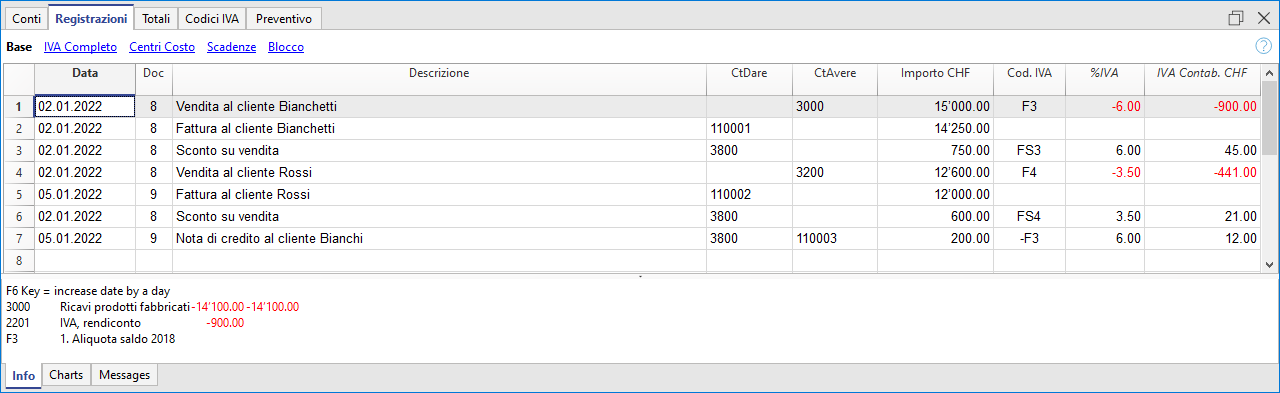 Conti Registrazioni Totali Codici IVA Preventivo
Base IVA Completo Centri Costo Scadenze Blocco ?
Data Doc Descrizione CtDare CtAvere Importo CHF Cod. IVA %IVA IVA Contab. CHF
1 02.01.2022 8 Vendita al cliente Bianchetti 3000 15'000.00 F3 -6.00 -900.00
2 02.01.2022 8 Fattura al cliente Bianchetti 110001 14'250.00
3 02.01.2022 8 Sconto su vendita 3800 750.00 FS3 6.00 45.00
4 02.01.2022 8 Vendita al cliente Rossi 3200 12'600.00 F4 -3.50 -441.00
5 05.01.2022 9 Fattura al cliente Rossi 110002 12'000.00
6 02.01.2022 8 Sconto su vendita 3800 600.00 FS4 3.50 21.00
7 05.01.2022 9 Nota di credito al cliente Bianchi 3800 110003 200.00 -F3 6.00 12.00
8
F6 Key = increase date by a day
3000 Ricavi prodotti fabbricati -14'100.00 -14'100.00
2201 IVA, rendiconto -900.00
F3 1. Aliquota saldo 2018
Info Charts Messages